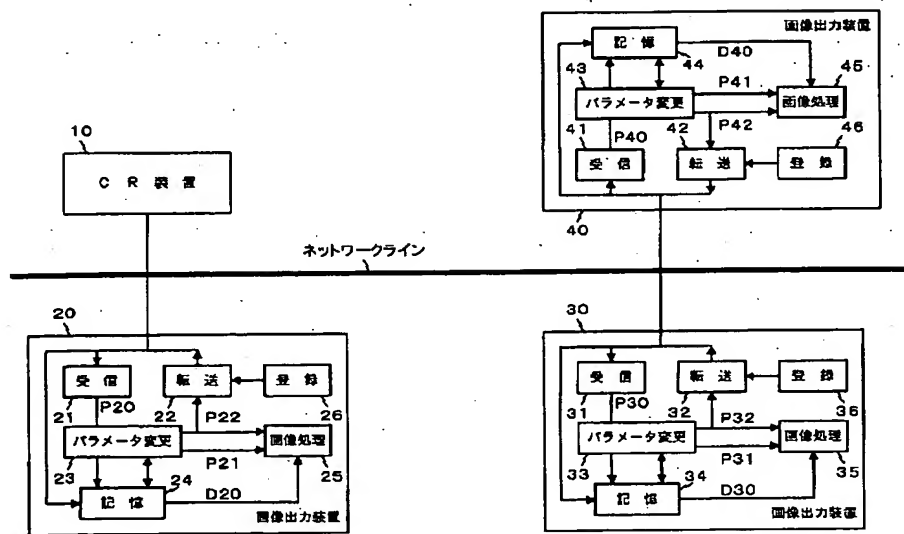 画像出力装置
記憶
44
D40
45
43
P41
パラメータ変更
画像処理
41
P40
42
P42
46
受信
転送
登録
40
10
CR装置
ネットワークライン
20
受信
転送
登録
21
P20
22
P22
26
パラメータ変更
画像処理
23
24
P21
25
記憶
D20
画像出力装置
30
受信
転送
登録
31
P30
32
P32
36
パラメータ変更
画像処理
33
34
P31
35
記憶
D30
画像出力装置